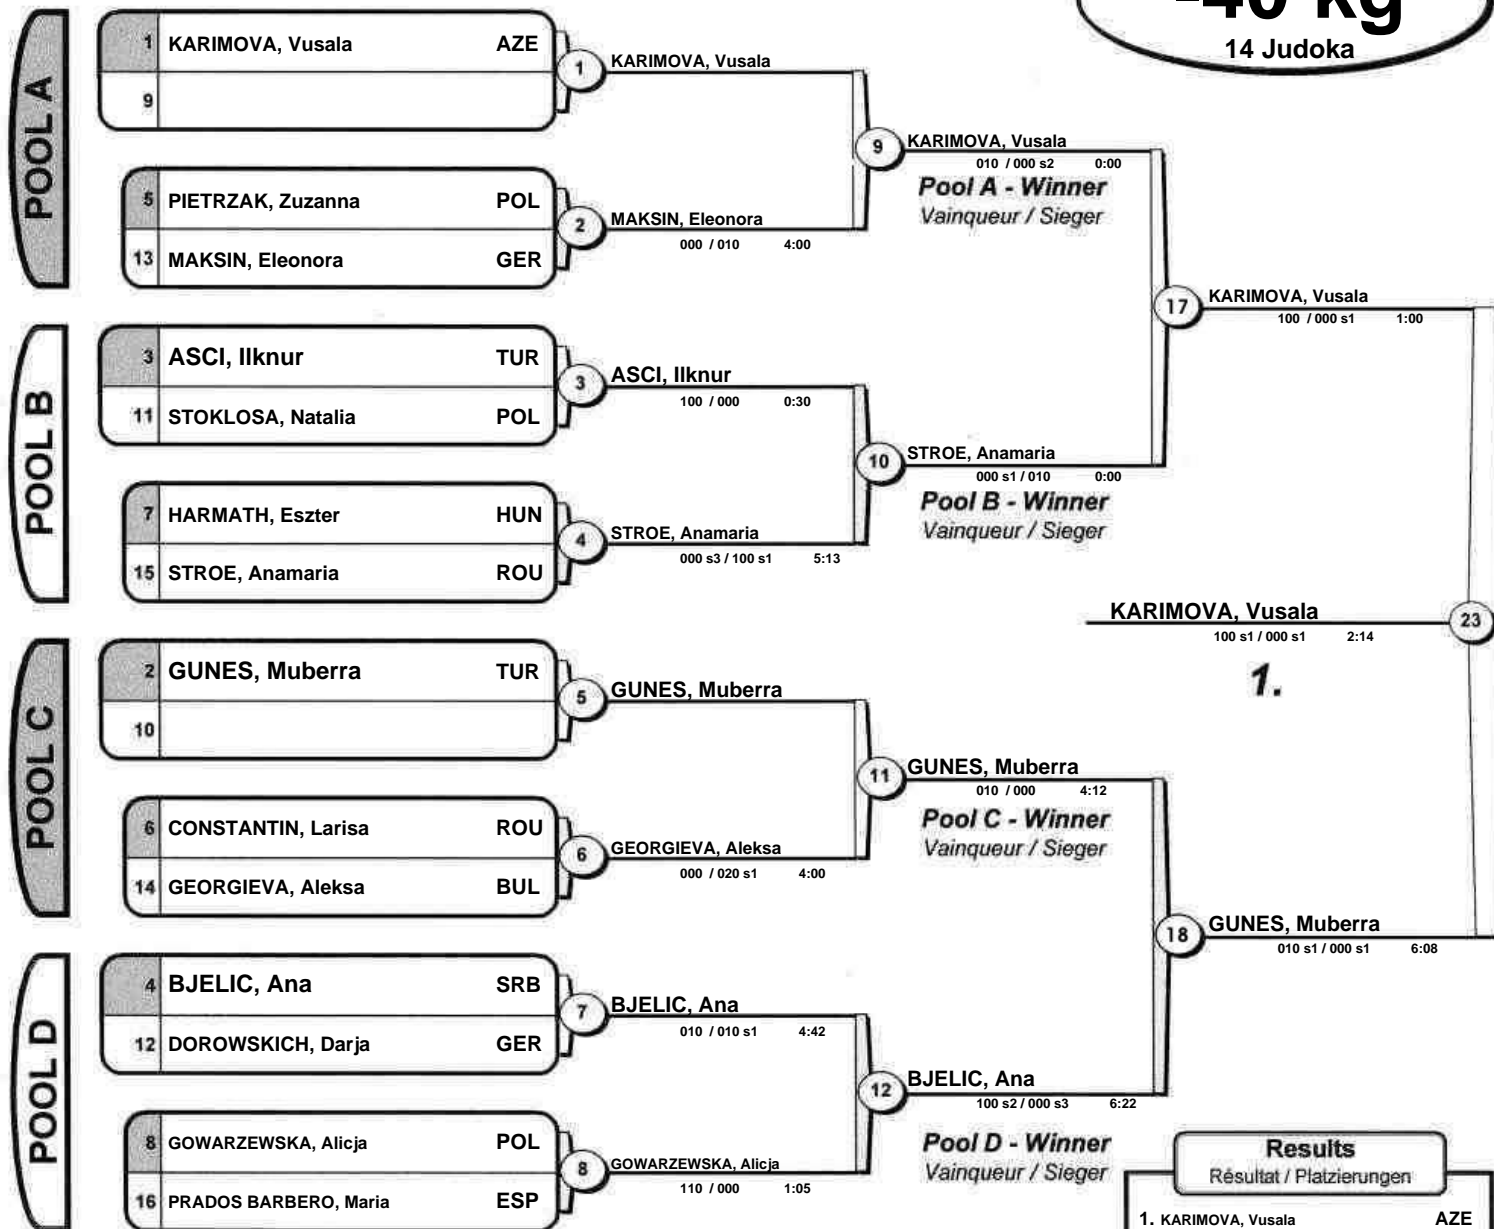 -40 kg
14 Judoka
POOL A
1 KARIMOVA, Vusala AZE
9
1 KARIMOVA, Vusala
5 PIETRZAK, Zuzanna POL
13 MAKSIN, Eleonora GER
2 MAKSIN, Eleonora
000 / 010 4:00
9 KARIMOVA, Vusala
010 / 000 s2 0:00
Pool A - Winner
Vainqueur / Sieger
17 KARIMOVA, Vusala
100 / 000 s1 1:00
POOL B
3 ASCI, Ilknur TUR
11 STOKLOSA, Natalia POL
3 ASCI, Ilknur
100 / 000 0:30
7 HARMATH, Eszter HUN
15 STROE, Anamaria ROU
4 STROE, Anamaria
000 s3 / 100 s1 5:13
10 STROE, Anamaria
000 s1 / 010 0:00
Pool B - Winner
Vainqueur / Sieger
KARIMOVA, Vusala 23
100 s1 / 000 s1 2:14
1.
POOL C
2 GUNES, Muberra TUR
10
5 GUNES, Muberra
6 CONSTANTIN, Larisa ROU
14 GEORGIEVA, Aleksa BUL
6 GEORGIEVA, Aleksa
000 / 020 s1 4:00
11 GUNES, Muberra
010 / 000 4:12
Pool C - Winner
Vainqueur / Sieger
18 GUNES, Muberra
010 s1 / 000 s1 6:08
POOL D
4 BJELIC, Ana SRB
12 DOROWSKICH, Darja GER
7 BJELIC, Ana
010 / 010 s1 4:42
8 GOWARZEWSKA, Alicja POL
16 PRADOS BARBERO, Maria ESP
8 GOWARZEWSKA, Alicja
110 / 000 1:05
12 BJELIC, Ana
100 s2 / 000 s3 6:22
Pool D - Winner
Vainqueur / Sieger
Results
Résultat / Platzierungen
1. KARIMOVA, Vusala AZE